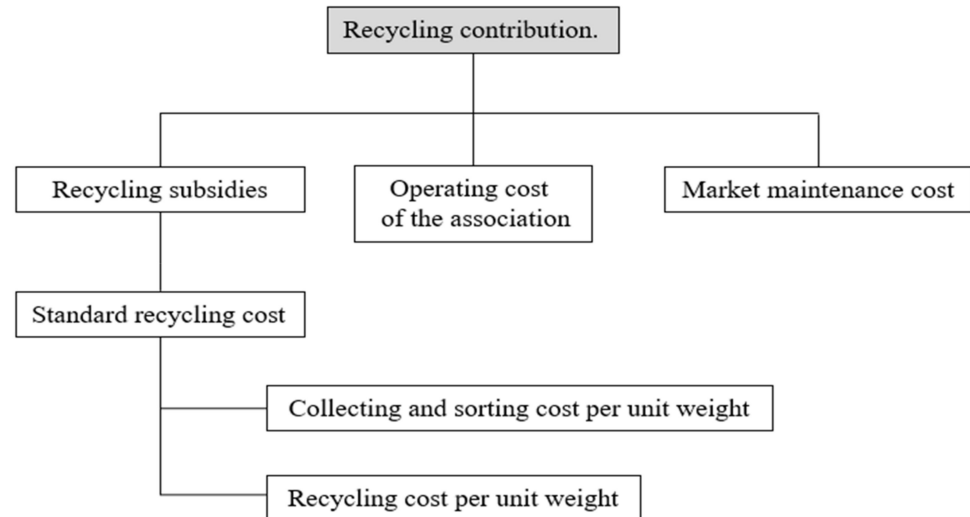 Recycling contribution.
Recycling subsidies
Operating cost
of the association
Market maintenance cost
Standard recycling cost
Collecting and sorting cost per unit weight
Recycling cost per unit weight